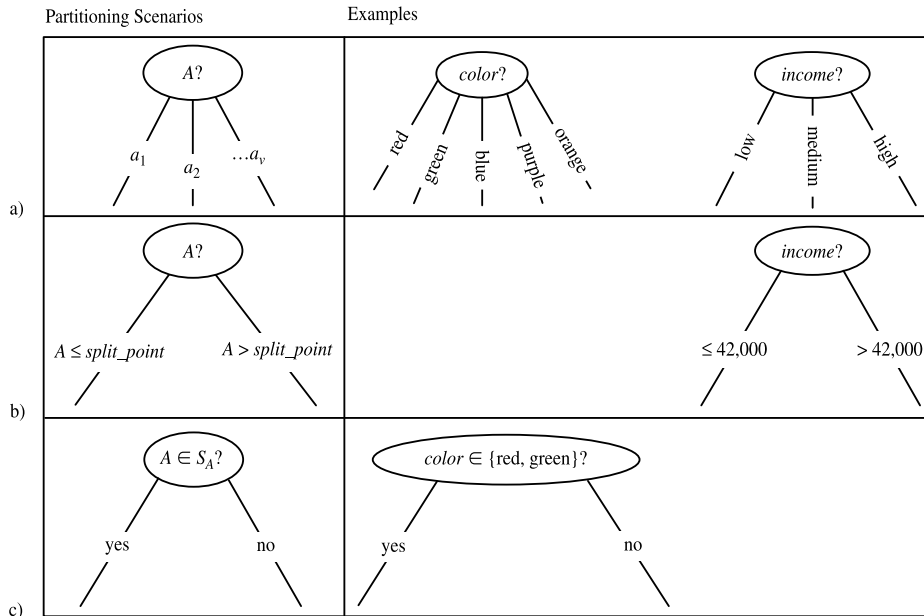 Partitioning Scenarios Examples
A? color? income?
a₁ a₂ …aᵥ red green blue purple orange low medium high
a)
A? income?
A ≤ split_point A > split_point ≤ 42,000 > 42,000
b)
A ∈ S_A? color ∈ {red, green}?
yes no yes no
c)